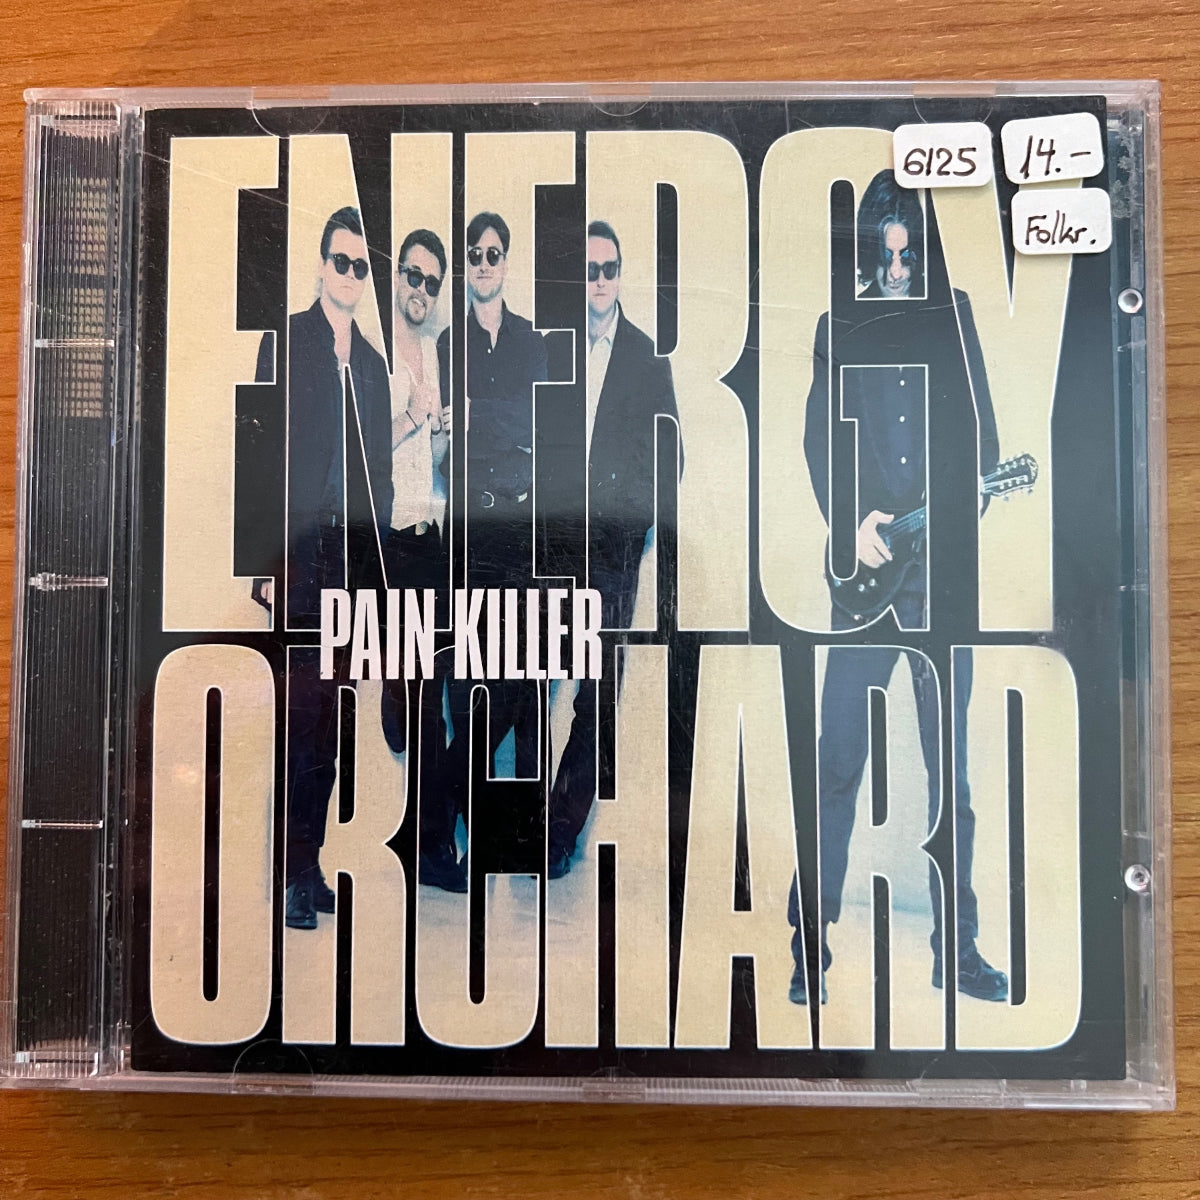 ENERGY
6125
14.-
Folkr.
PAIN KILLER
ORCHARD